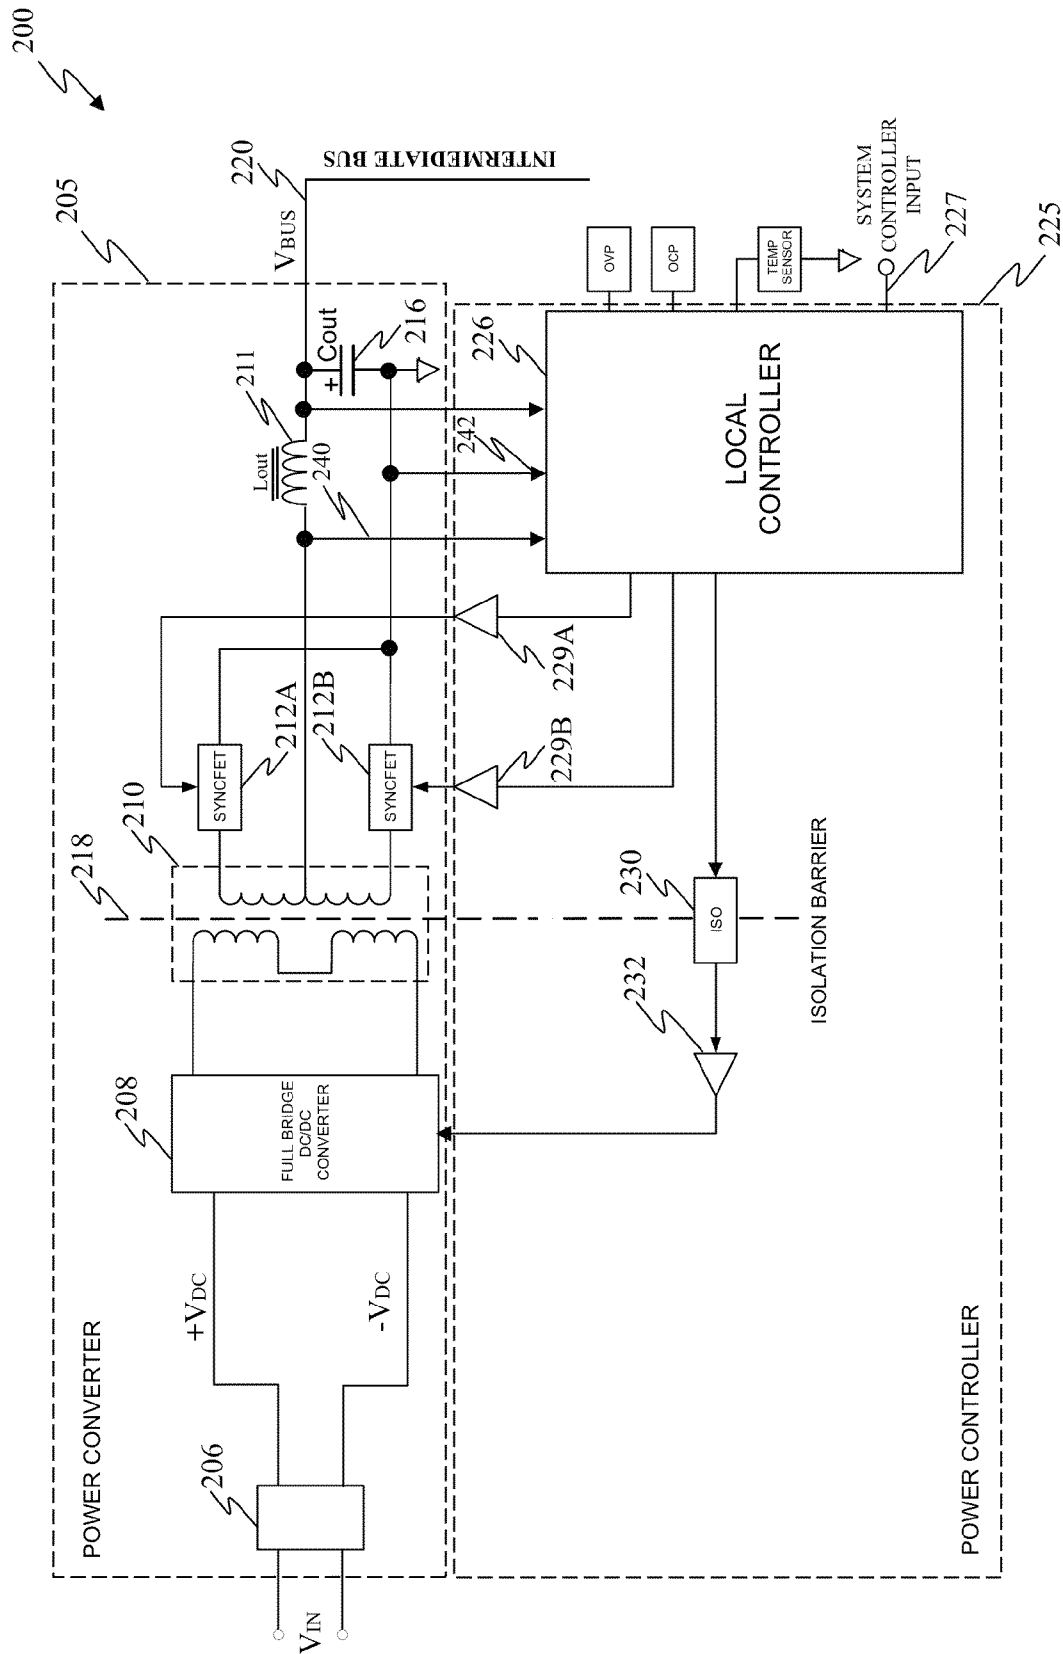 200
205
220
INTERMEDIATE BUS
VBUS
Cout
+
216
211
Lout
240
242
226
OVP
OCP
TEMP
SENSOR
SYSTEM
CONTROLLER
INPUT
227
225
LOCAL
CONTROLLER
229A
229B
212A
212B
SYNCFET
SYNCFET
210
218
230
ISO
ISOLATION BARRIER
232
208
FULL BRIDGE
DC/DC
CONVERTER
+VDC
-VDC
206
VIN
POWER CONVERTER
POWER CONTROLLER